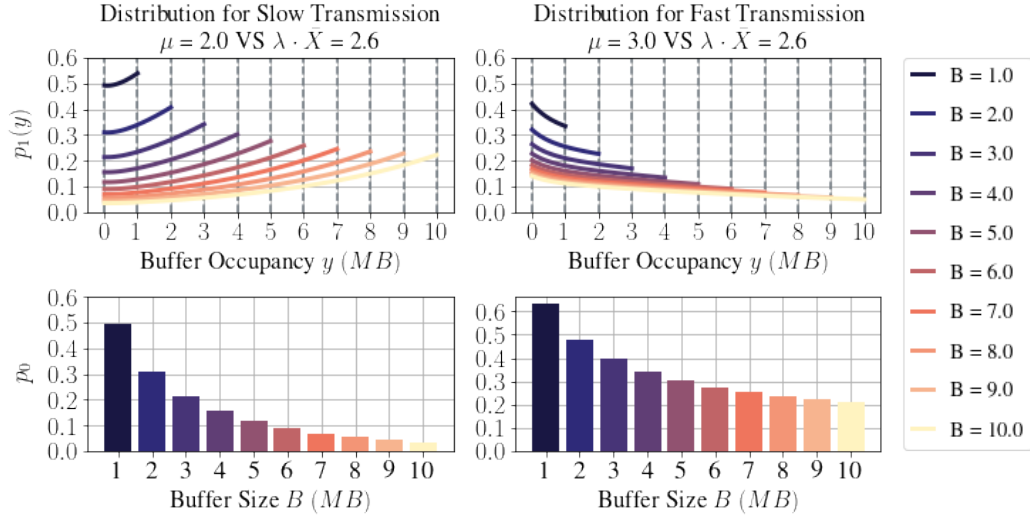 Distribution for Slow Transmission
μ = 2.0 VS λ · X̄ = 2.6
0.6
0.5
0.4
0.3
0.2
0.1
0.0
p₁(y)
0 1 2 3 4 5 6 7 8 9 10
Buffer Occupancy y (MB)
Distribution for Fast Transmission
μ = 3.0 VS λ · X̄ = 2.6
0.6
0.5
0.4
0.3
0.2
0.1
0.0
0 1 2 3 4 5 6 7 8 9 10
Buffer Occupancy y (MB)
0.6
0.5
0.4
0.3
0.2
0.1
0.0
p₀
1 2 3 4 5 6 7 8 9 10
Buffer Size B (MB)
0.6
0.5
0.4
0.3
0.2
0.1
0.0
1 2 3 4 5 6 7 8 9 10
Buffer Size B (MB)
B = 1.0
B = 2.0
B = 3.0
B = 4.0
B = 5.0
B = 6.0
B = 7.0
B = 8.0
B = 9.0
B = 10.0